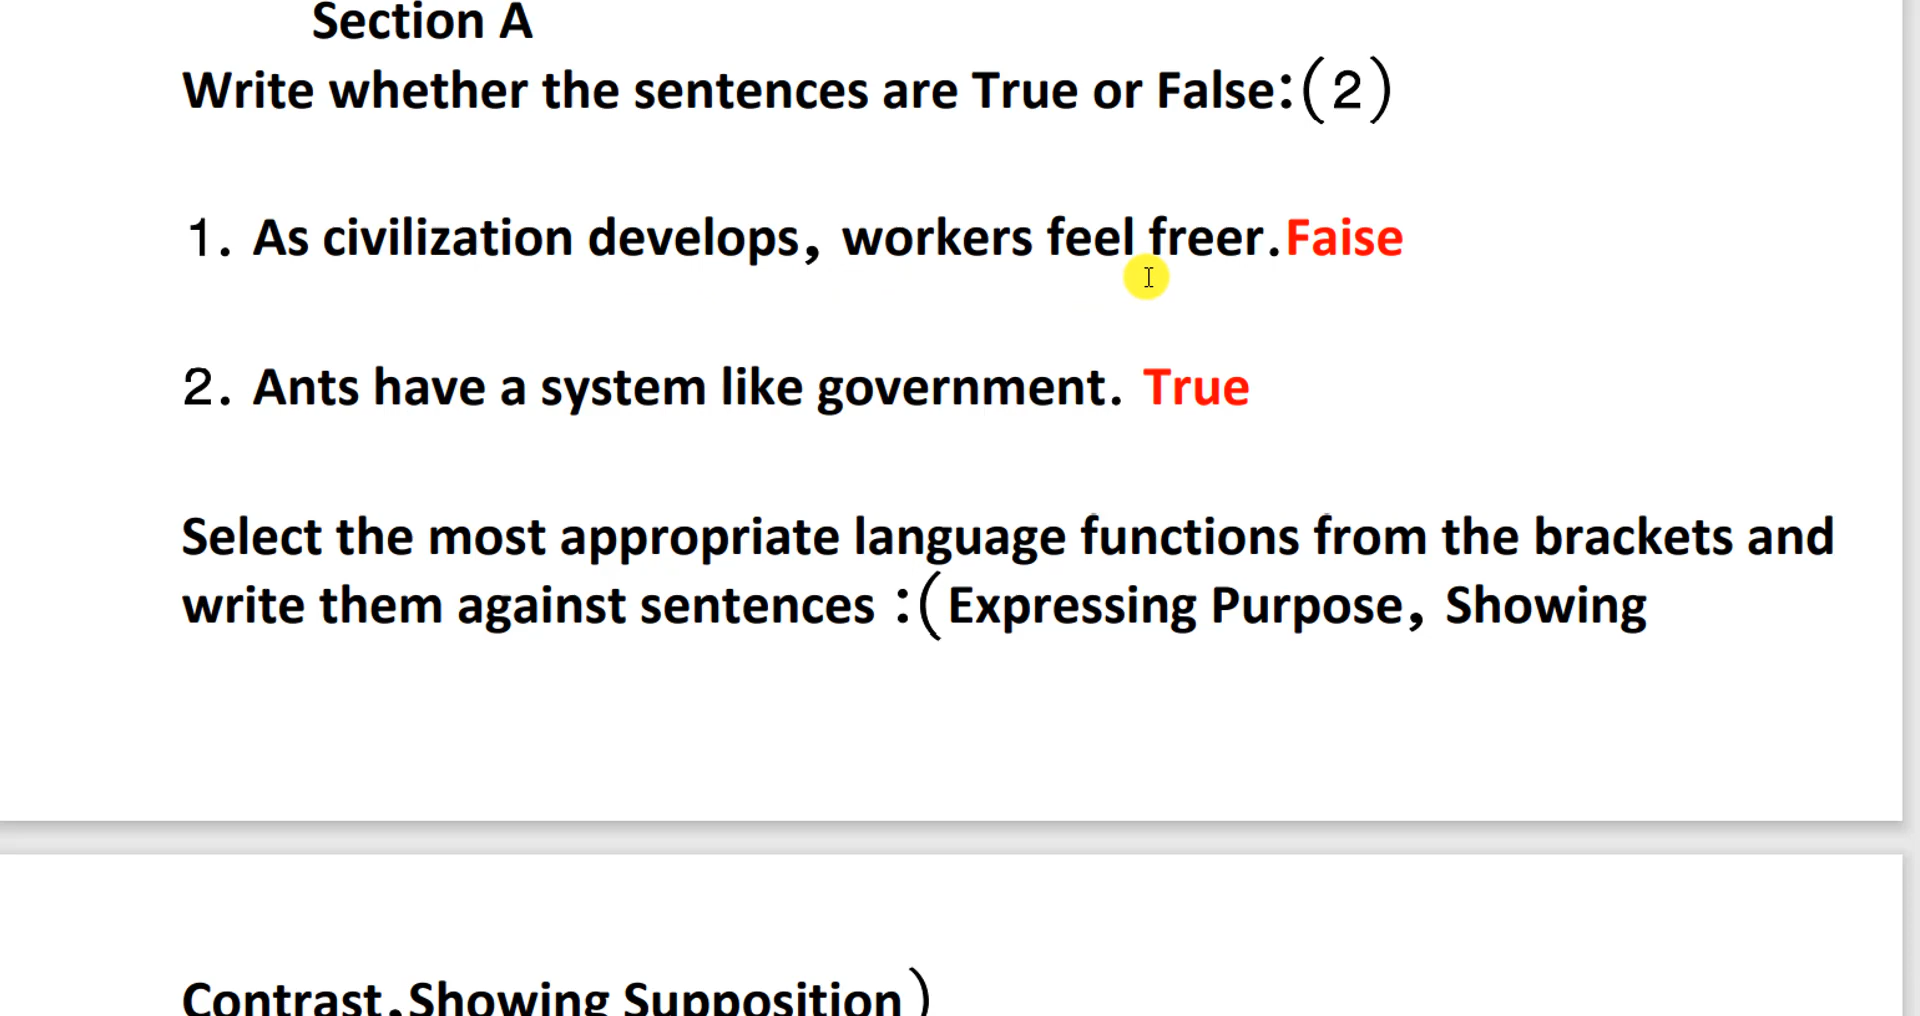 Section A
Write whether the sentences are True or False:(2)
1. As civilization develops, workers feel freer.Faise
2. Ants have a system like government. True
Select the most appropriate language functions from the brackets and
write them against sentences :(Expressing Purpose, Showing
Contrast,Showing Supposition)